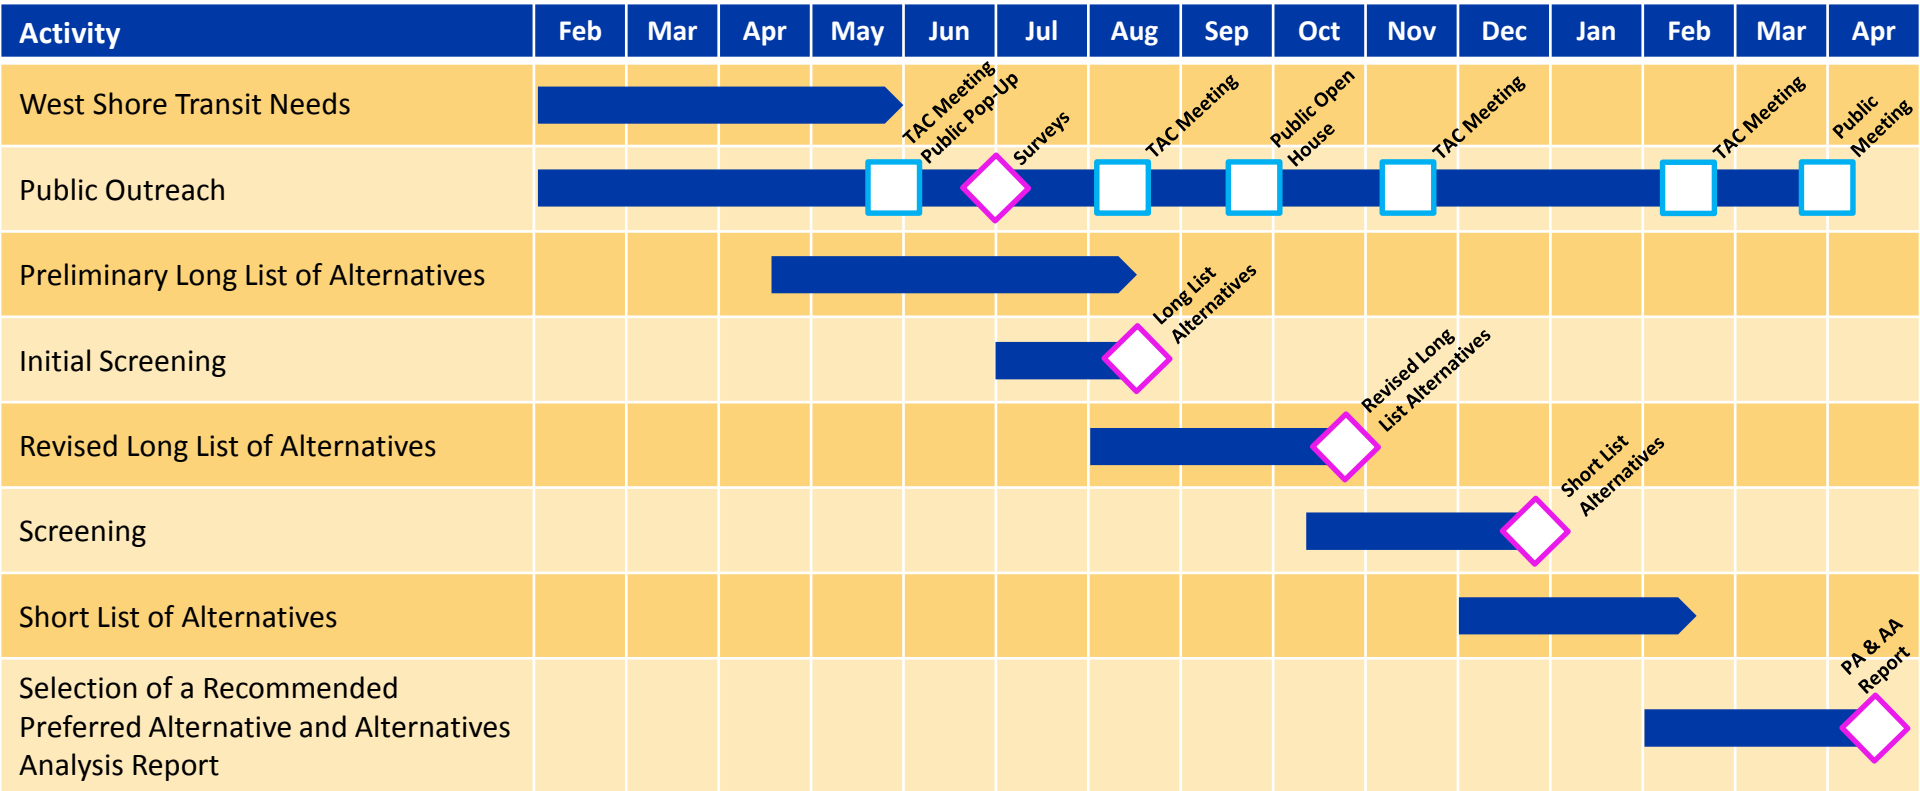 Activity Feb Mar Apr May Jun Jul Aug Sep Oct Nov Dec Jan Feb Mar Apr
West Shore Transit Needs
TAC Meeting
Public Pop-Up
Surveys
TAC Meeting
Public Open
House
TAC Meeting
TAC Meeting
Public
Meeting
Public Outreach
Preliminary Long List of Alternatives
Long List
Alternatives
Initial Screening
Revised Long
List Alternatives
Revised Long List of Alternatives
Short List
Alternatives
Screening
Short List of Alternatives
PA & AA
Report
Selection of a Recommended
Preferred Alternative and Alternatives
Analysis Report